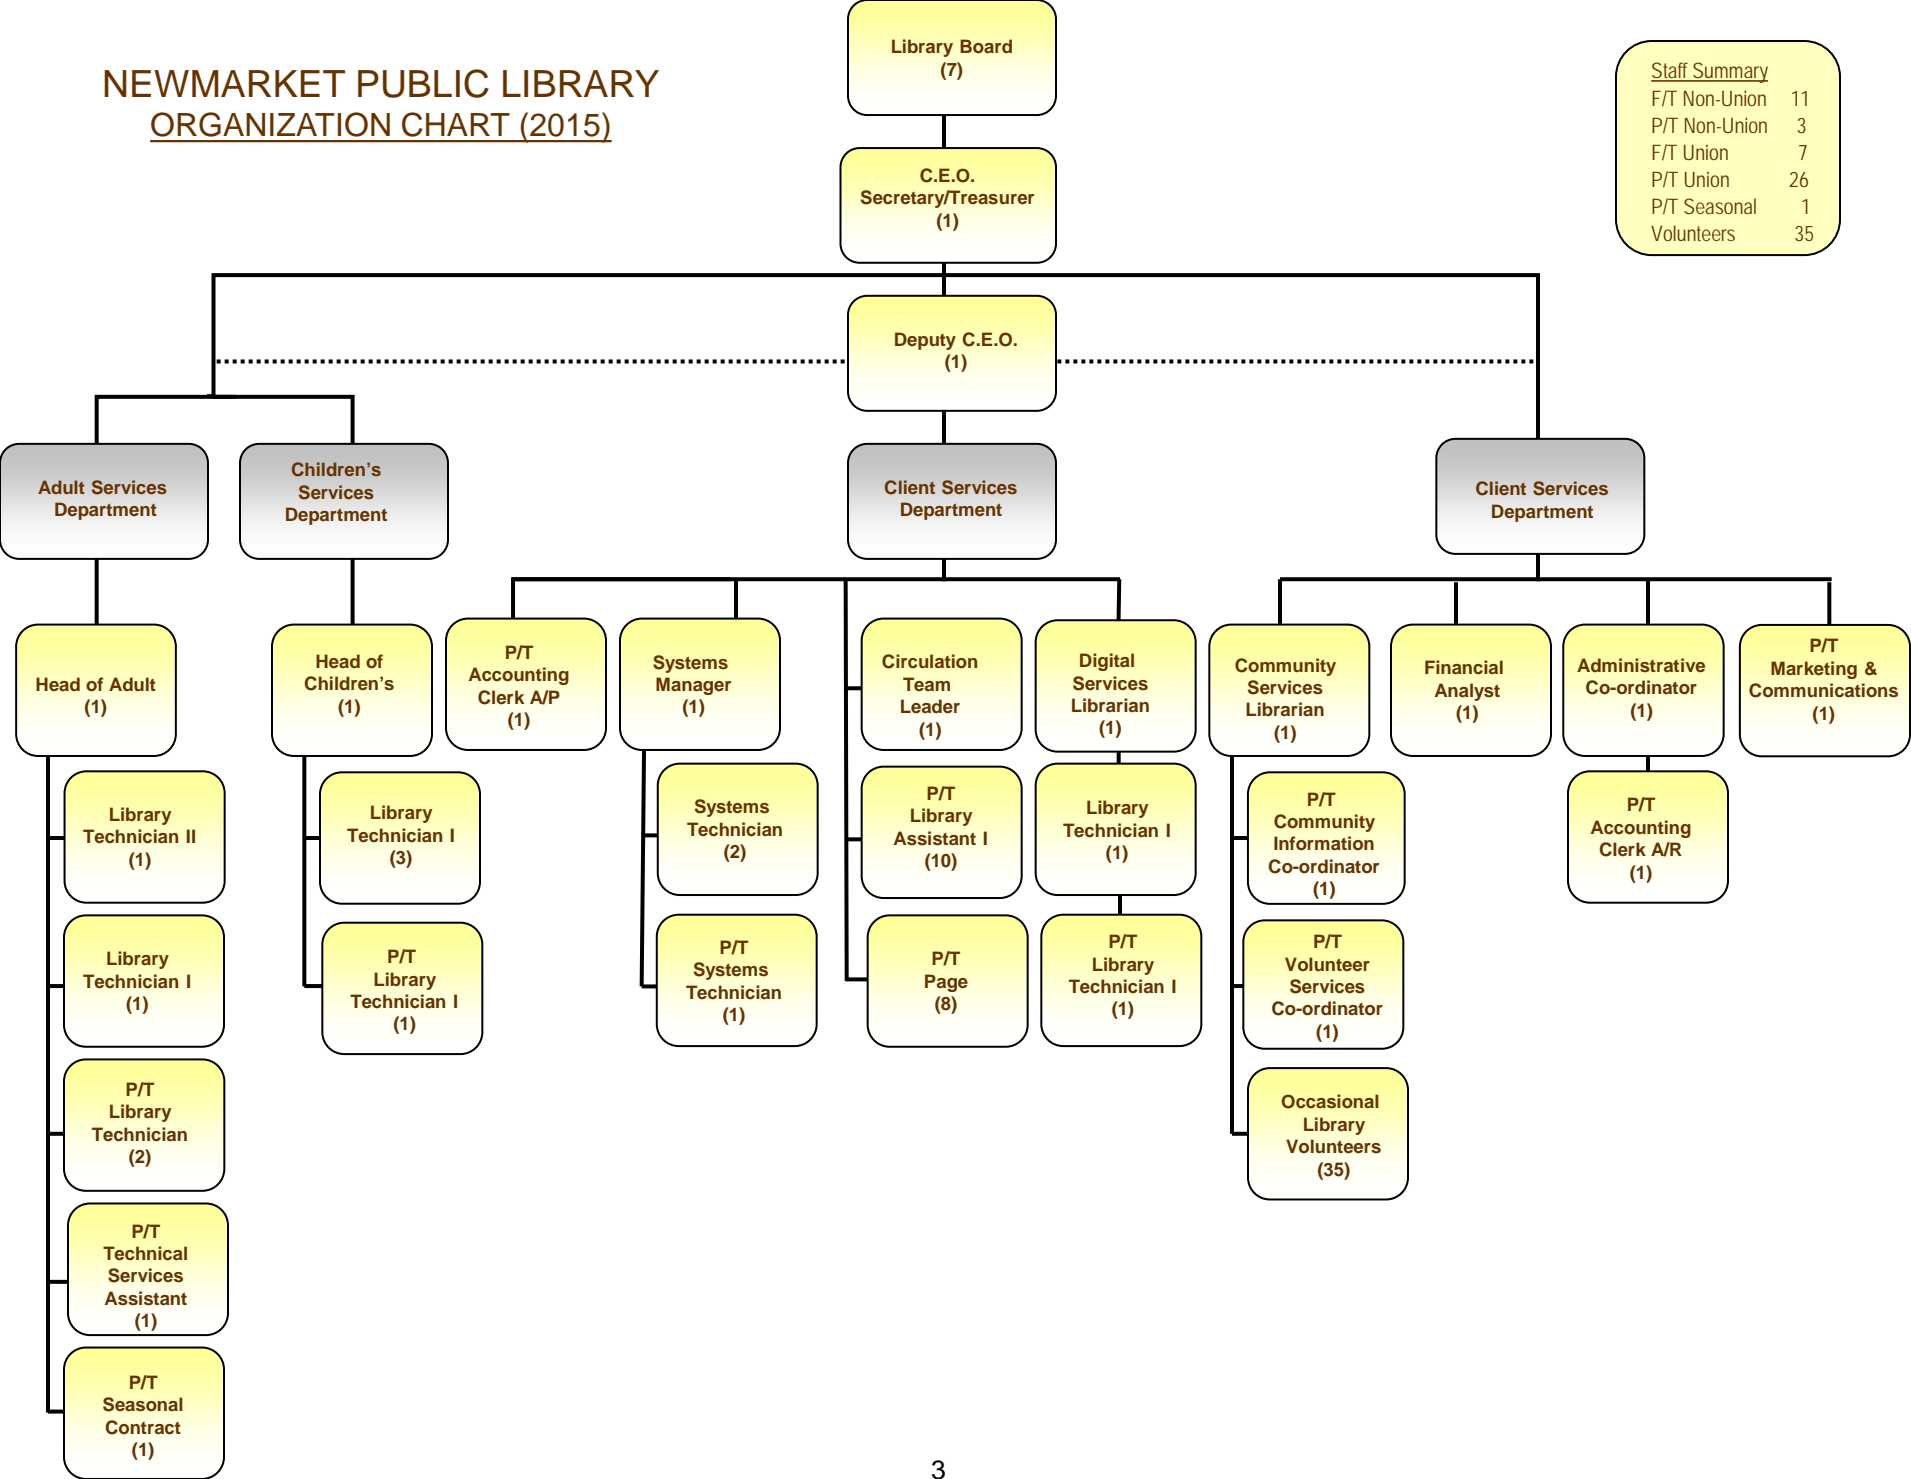 Library Board
(7)
NEWMARKET PUBLIC LIBRARY
ORGANIZATION CHART (2015)
Staff Summary
F/T Non-Union 11
P/T Non-Union 3
F/T Union 7
P/T Union 26
P/T Seasonal 1
Volunteers 35
C.E.O.
Secretary/Treasurer
(1)
Deputy C.E.O.
(1)
Adult Services
Department
Children’s
Services
Department
Client Services
Department
Client Services
Department
Head of Adult
(1)
Head of
Children’s
(1)
P/T
Accounting
Clerk A/P
(1)
Systems
Manager
(1)
Circulation
Team
Leader
(1)
Digital
Services
Librarian
(1)
Community
Services
Librarian
(1)
Financial
Analyst
(1)
Administrative
Co-ordinator
(1)
P/T
Marketing &
Communications
(1)
Library
Technician II
(1)
Library
Technician I
(3)
Systems
Technician
(2)
P/T
Library
Assistant I
(10)
Library
Technician I
(1)
P/T
Community
Information
Co-ordinator
(1)
P/T
Accounting
Clerk A/R
(1)
Library
Technician I
(1)
P/T
Library
Technician I
(1)
P/T
Systems
Technician
(1)
P/T
Page
(8)
P/T
Library
Technician I
(1)
P/T
Volunteer
Services
Co-ordinator
(1)
P/T
Library
Technician
(2)
Occasional
Library
Volunteers
(35)
P/T
Technical
Services
Assistant
(1)
P/T
Seasonal
Contract
(1)
3